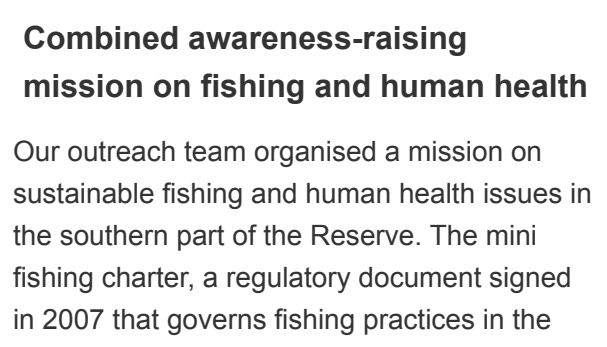 Combined awareness-raising
mission on fishing and human health
Our outreach team organised a mission on
sustainable fishing and human health issues in
the southern part of the Reserve. The mini
fishing charter, a regulatory document signed
in 2007 that governs fishing practices in the